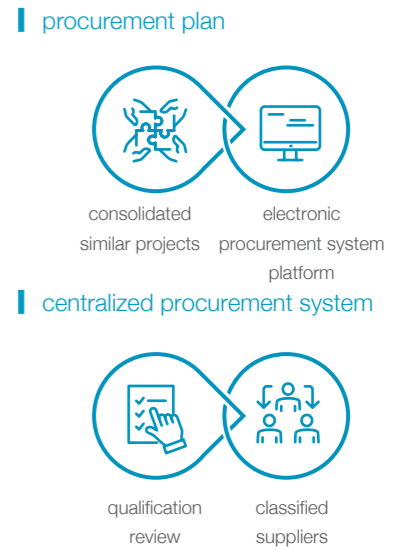 procurement plan
consolidated
similar projects
electronic
procurement system
platform
centralized procurement system
qualification
review
classified
suppliers